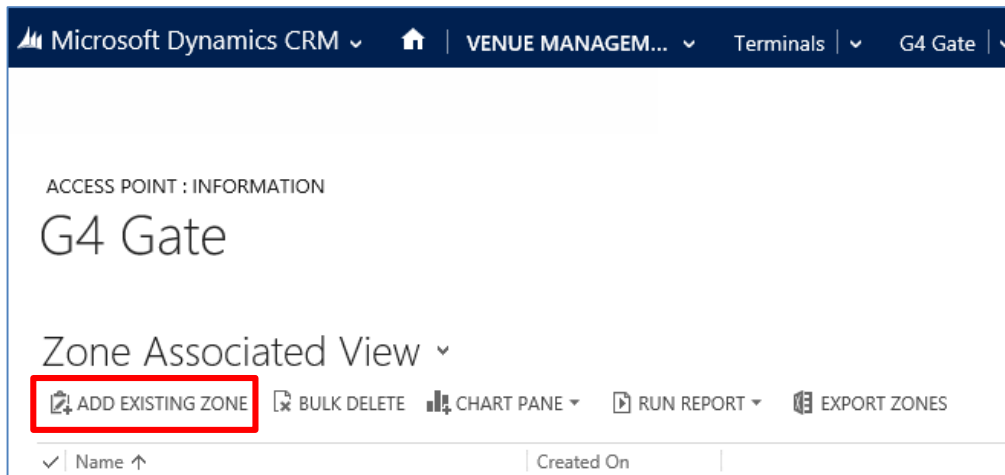 Microsoft Dynamics CRM VENUE MANAGEM... Terminals G4 Gate
ACCESS POINT : INFORMATION
G4 Gate
Zone Associated View
ADD EXISTING ZONE BULK DELETE CHART PANE RUN REPORT EXPORT ZONES
Name Created On